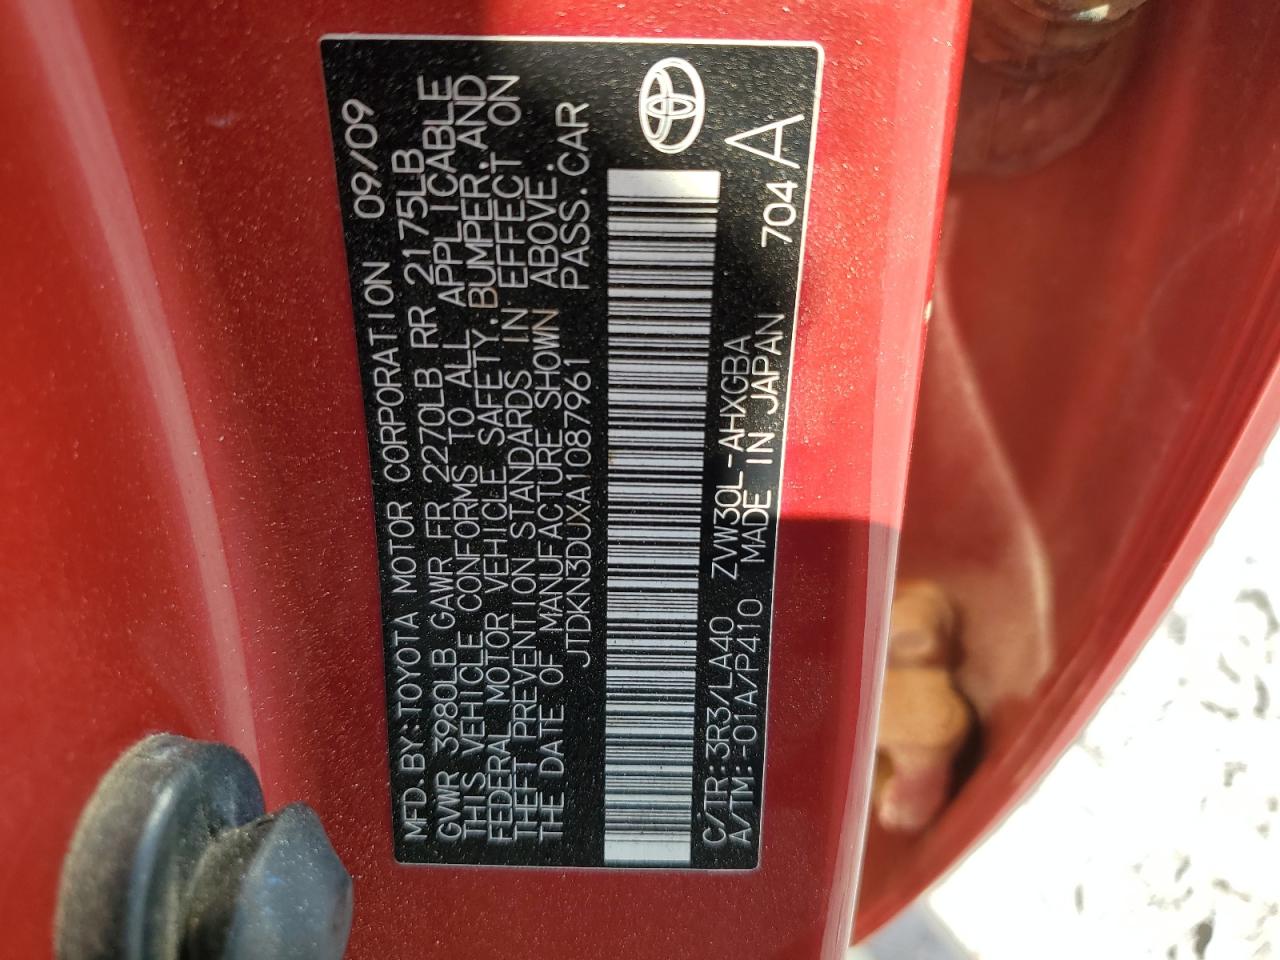 MFD. BY: TOYOTA MOTOR CORPORATION 09/09
GVWR 3980LB GAWR FR 2270LB RR 2175LB
THIS VEHICLE CONFORMS TO ALL APPLICABLE
FEDERAL MOTOR VEHICLE SAFETY, BUMPER, AND
THEFT PREVENTION STANDARDS IN EFFECT ON
THE DATE OF MANUFACTURE SHOWN ABOVE.
JTDKN3DUXA1087961 PASS. CAR
C/TR: 3R3/LA40 ZVW30L-AHXGBA
A/TM: -01A/P410 MADE IN JAPAN 704 A